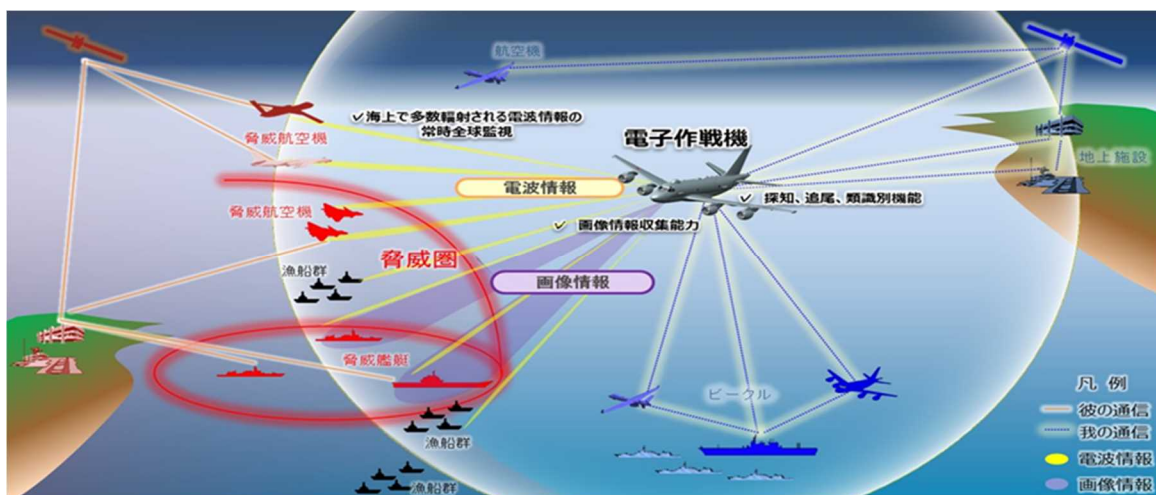 航空機
✓海上で多数輻射される電波情報の
常時全球監視
脅威航空機
電子作戦機
地上施設
電波情報
✓ 探知、追尾、類識別機能
脅威航空機
✓ 画像情報収集能力
脅威圏
漁船群
画像情報
脅威艦艇
ビークル
凡 例
彼の通信
漁船群
我の通信
電波情報
漁船群
画像情報